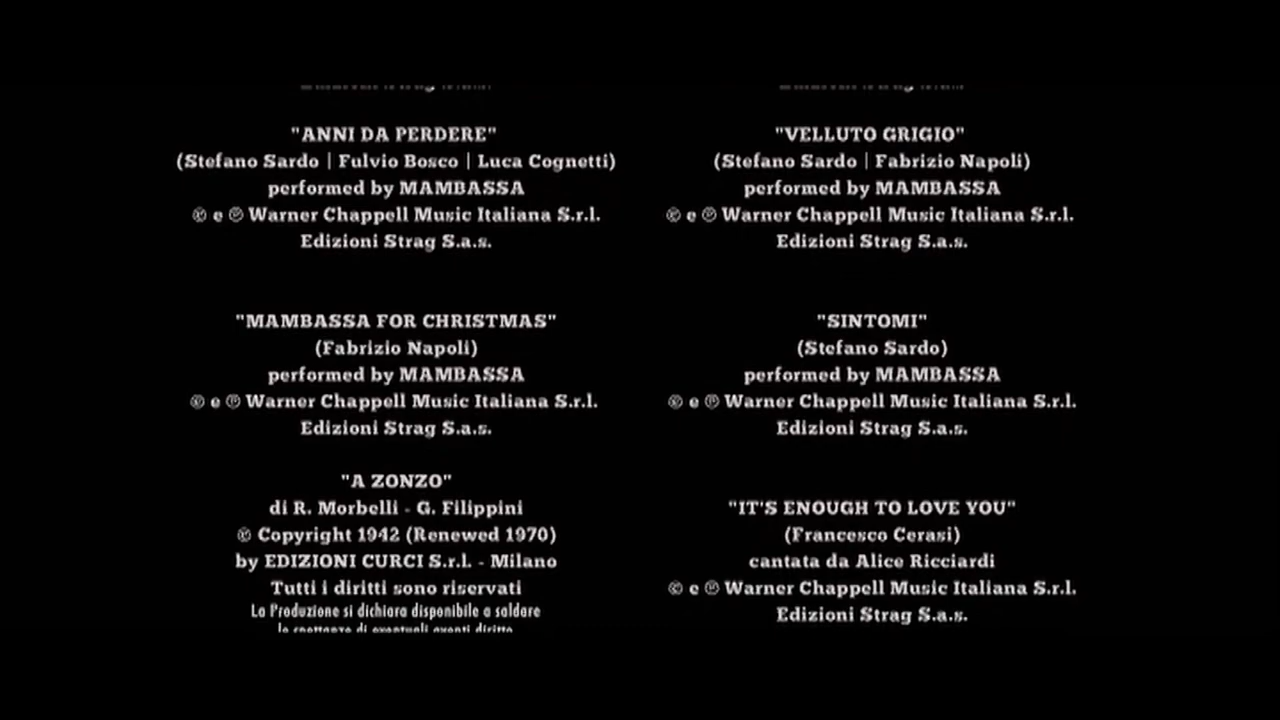 "ANNI DA PERDERE"
(Stefano Sardo | Fulvio Bosco | Luca Cognetti)
performed by MAMBASSA
© e ℗ Warner Chappell Music Italiana S.r.l.
Edizioni Strag S.a.s.
"VELLUTO GRIGIO"
(Stefano Sardo | Fabrizio Napoli)
performed by MAMBASSA
© e ℗ Warner Chappell Music Italiana S.r.l.
Edizioni Strag S.a.s.
"MAMBASSA FOR CHRISTMAS"
(Fabrizio Napoli)
performed by MAMBASSA
© e ℗ Warner Chappell Music Italiana S.r.l.
Edizioni Strag S.a.s.
"SINTOMI"
(Stefano Sardo)
performed by MAMBASSA
© e ℗ Warner Chappell Music Italiana S.r.l.
Edizioni Strag S.a.s.
"A ZONZO"
di R. Morbelli - G. Filippini
© Copyright 1942 (Renewed 1970)
by EDIZIONI CURCI S.r.l. - Milano
Tutti i diritti sono riservati
La Produzione si dichiara disponibile a saldare
"IT'S ENOUGH TO LOVE YOU"
(Francesco Cerasi)
cantata da Alice Ricciardi
© e ℗ Warner Chappell Music Italiana S.r.l.
Edizioni Strag S.a.s.